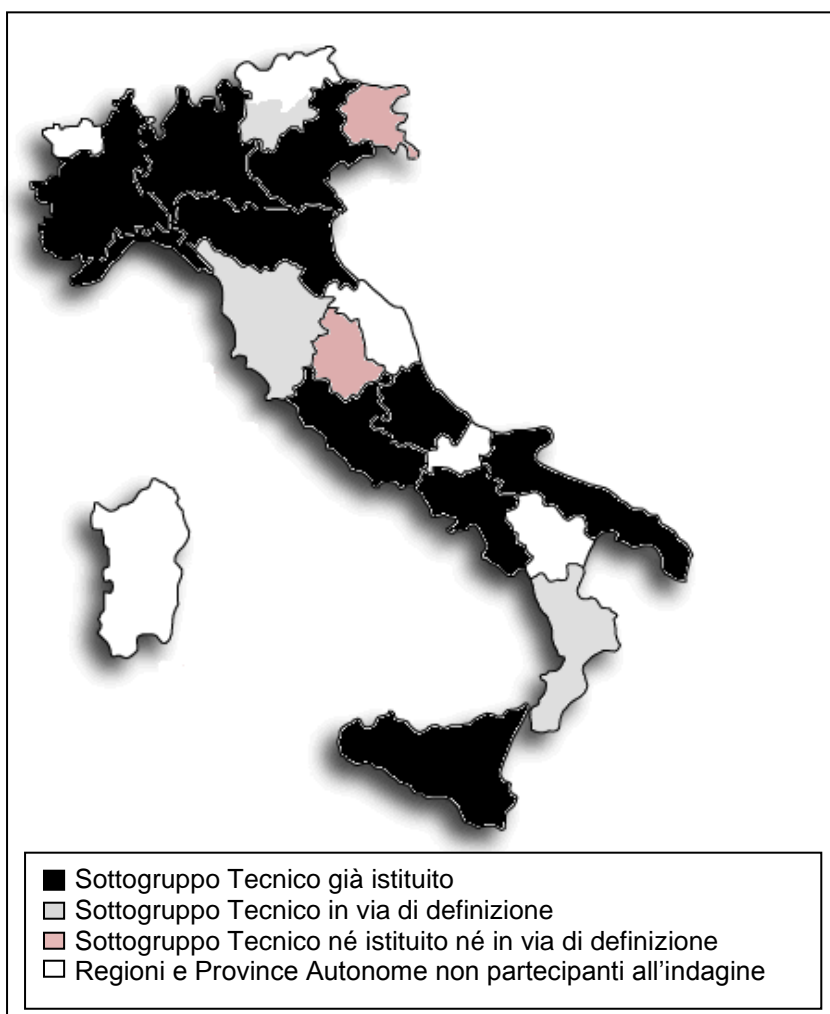 Sottogruppo Tecnico già istituito
Sottogruppo Tecnico in via di definizione
Sottogruppo Tecnico né istituito né in via di definizione
Regioni e Province Autonome non partecipanti all'indagine